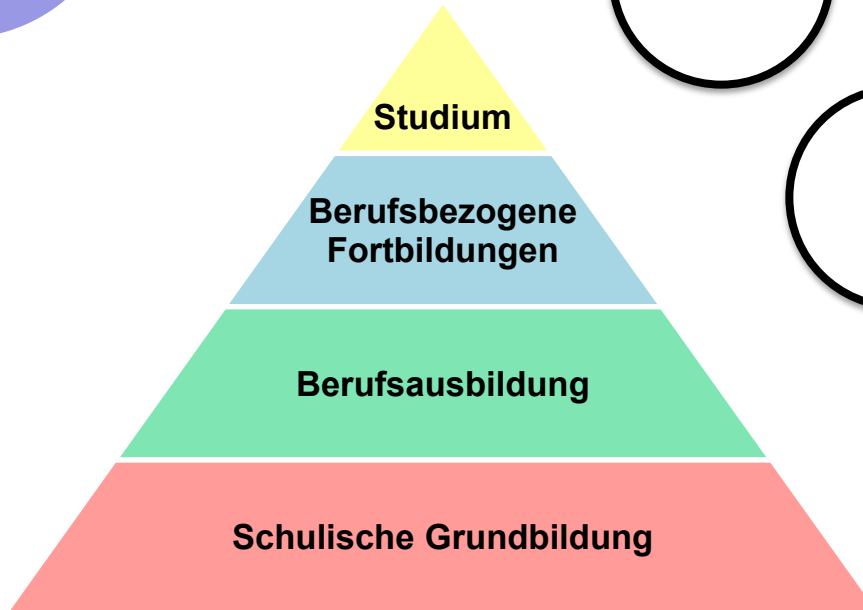 Studium
Berufsbezogene
Fortbildungen
Berufsausbildung
Schulische Grundbildung